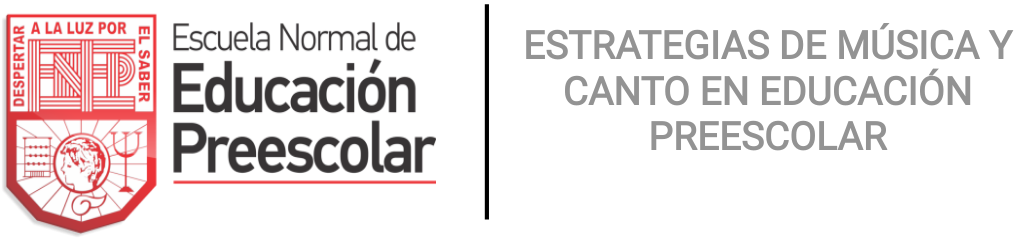 DESPERTAR
A LA LUZ POR
EL SABER
ENEP
Escuela Normal de
Educación
Preescolar
ESTRATEGIAS DE MÚSICA Y
CANTO EN EDUCACIÓN
PREESCOLAR